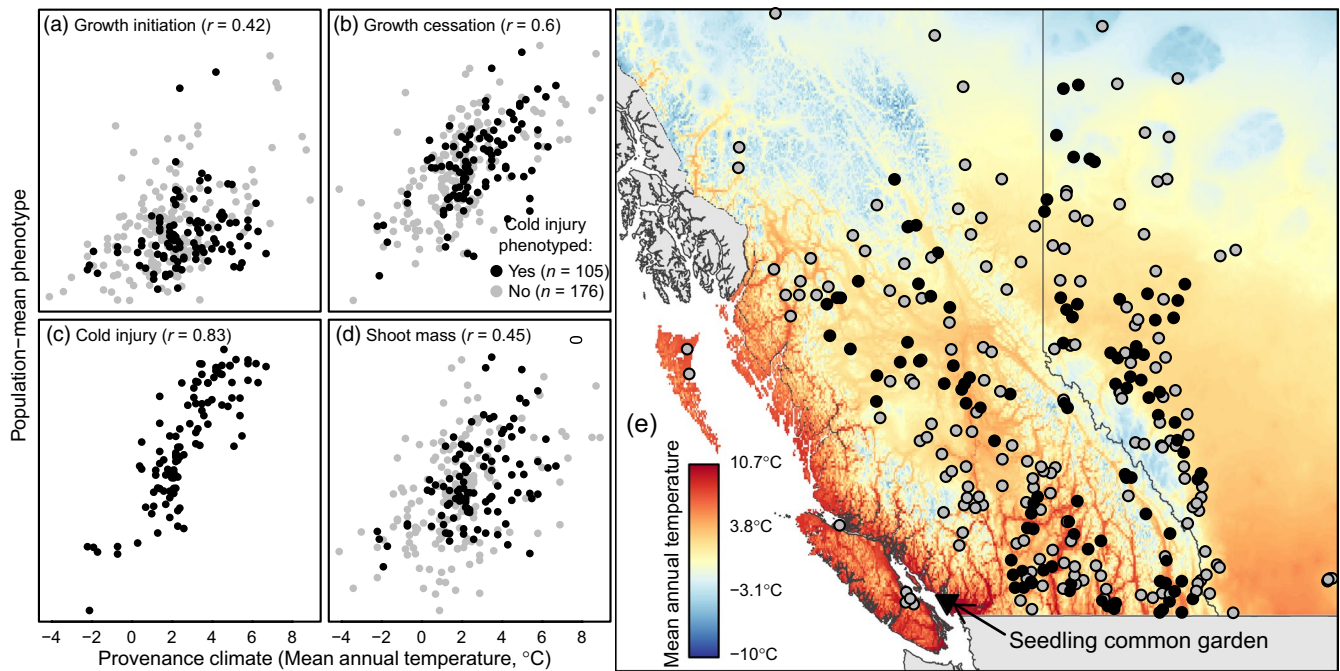 (a) Growth initiation (r = 0.42)
(b) Growth cessation (r = 0.6)
Cold injury
phenotyped:
Yes (n = 105)
No (n = 176)
(c) Cold injury (r = 0.83)
(d) Shoot mass (r = 0.45)
0
Population−mean phenotype
−4 −2 0 2 4 6 8
−4 −2 0 2 4 6 8
Provenance climate (Mean annual temperature, °C)
(e)
Mean annual temperature
10.7°C
3.8°C
−3.1°C
−10°C
Seedling common garden